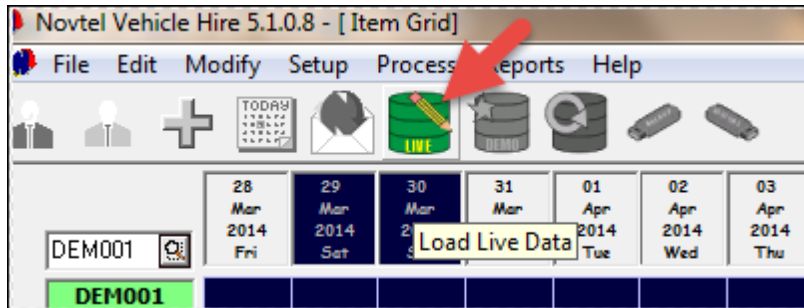 Novtel Vehicle Hire 5.1.0.8 - [ Item Grid]
File Edit Modify Setup Process Reports Help
TODAY
LIVE
DEMO
28 29 30 31 01 02 03
Mar Mar Mar Mar Apr Apr Apr
2014 2014 2014 2014 2014
Fri Sat Tue Wed Thu
DEM001
Load Live Data
DEM001